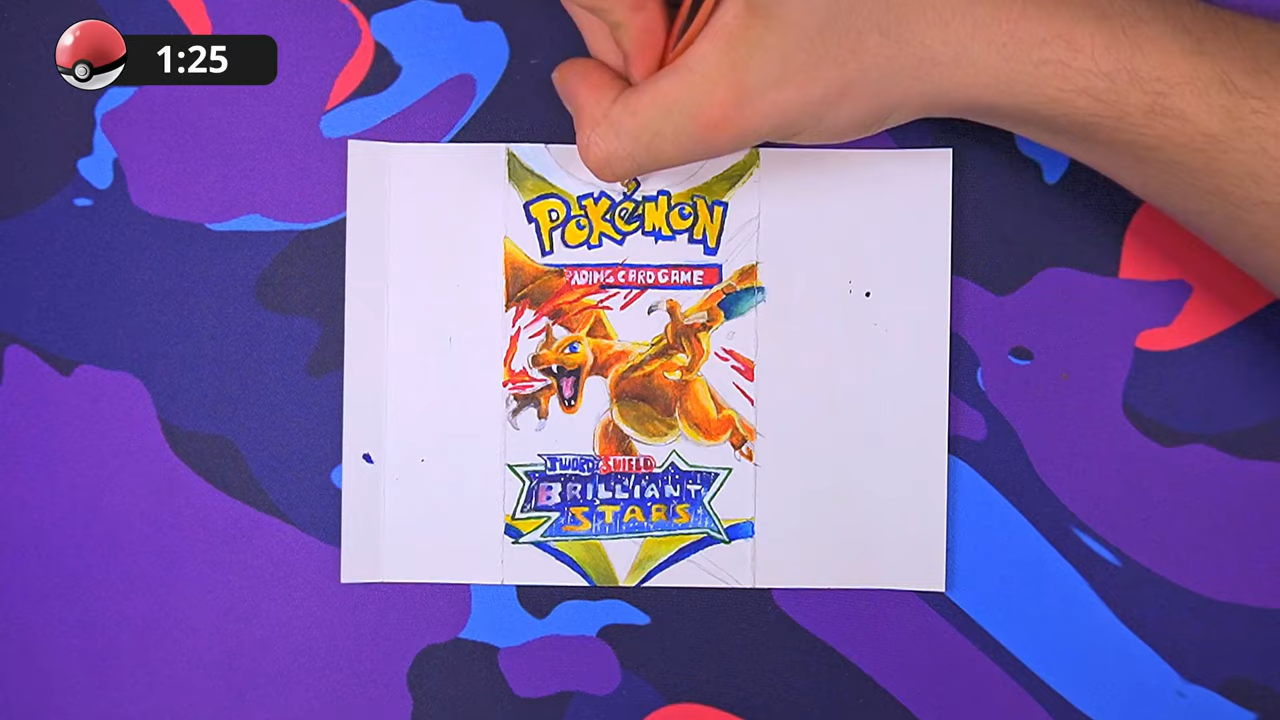 1:25
POKéMON
ADING CARD GAME
SWORD SHIELD
BRILLIANT
STARS